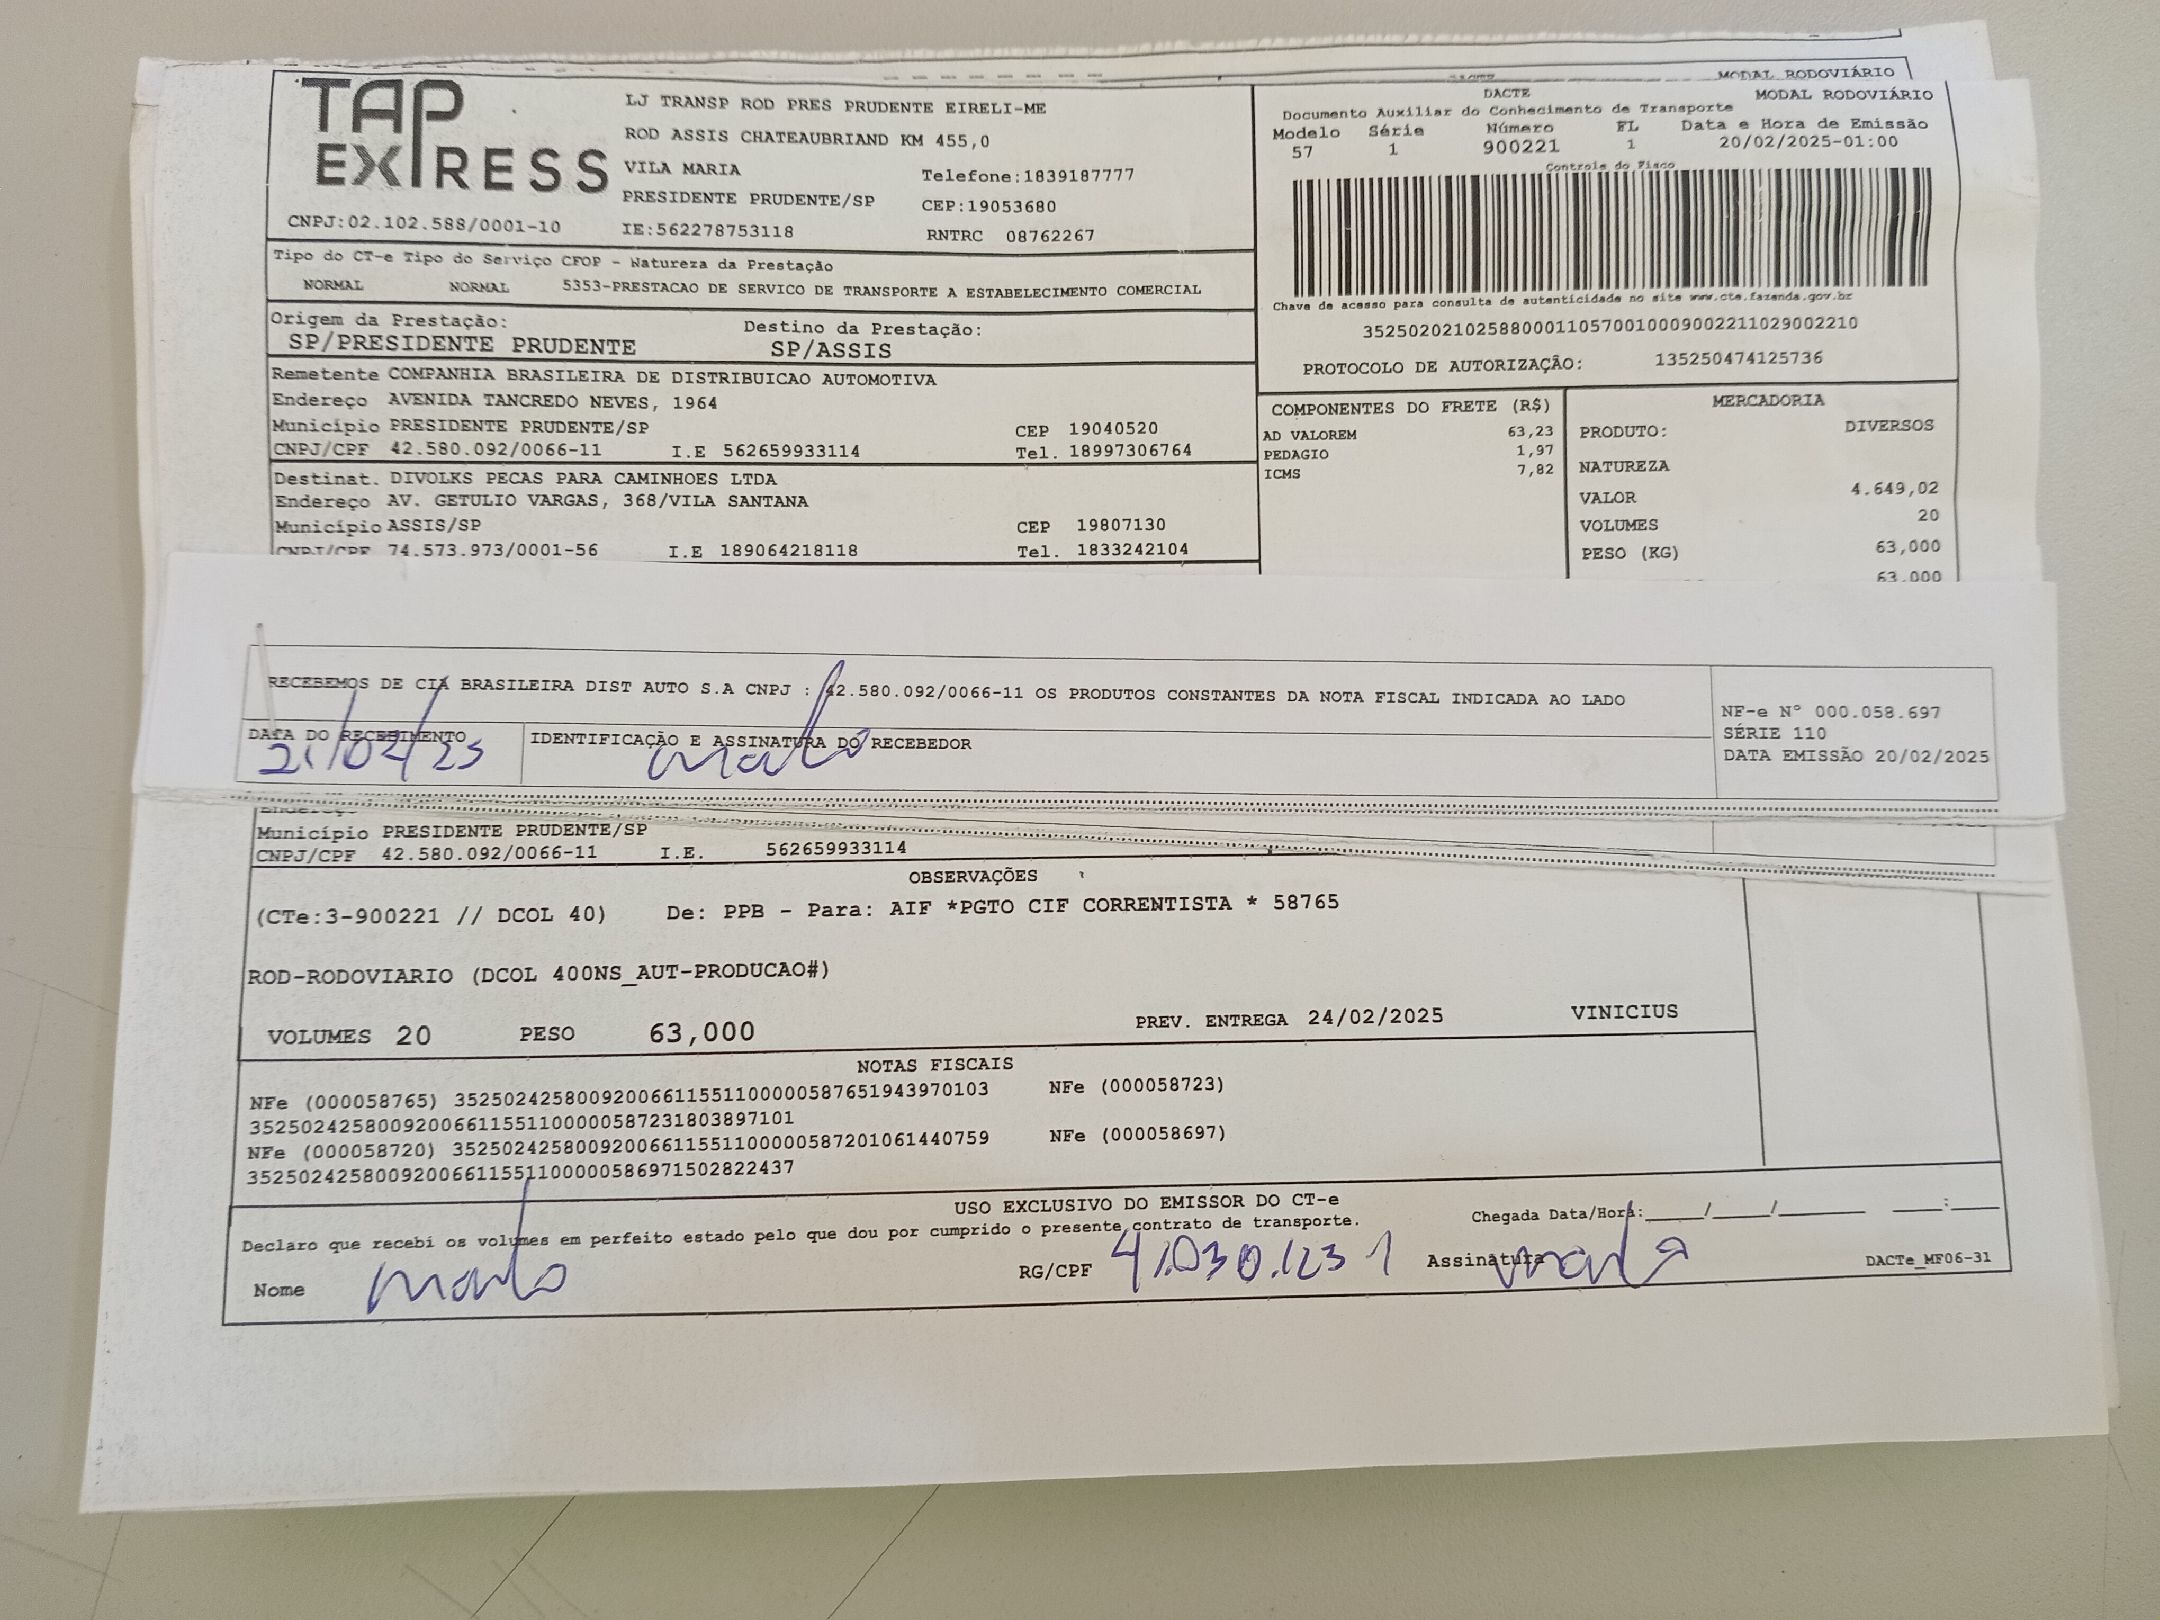 MODAL RODOVIÁRIO
TAP EXPRESS
LJ TRANSP ROD PRES PRUDENTE EIRELI-ME
ROD ASSIS CHATEAUBRIAND KM 455,0
VILA MARIA
Telefone:1839187777
PRESIDENTE PRUDENTE/SP
CEP:19053680
CNPJ:02.102.588/0001-10
IE:562278753118
RNTRC 08762267
DACTE
MODAL RODOVIÁRIO
Documento Auxiliar do Conhecimento de Transporte
Modelo Série Número FL Data e Hora de Emissão
57 1 900221 1 20/02/2025-01:00
Controle do Fisco
Chave de acesso para consulta de autenticidade no site www.cte.fazenda.gov.br
35250202102588000110570010009002211029002210
PROTOCOLO DE AUTORIZAÇÃO: 135250474125736
Tipo do CT-e Tipo do Serviço CFOP - Natureza da Prestação
NORMAL NORMAL 5353-PRESTACAO DE SERVICO DE TRANSPORTE A ESTABELECIMENTO COMERCIAL
Origem da Prestação: Destino da Prestação:
SP/PRESIDENTE PRUDENTE SP/ASSIS
Remetente COMPANHIA BRASILEIRA DE DISTRIBUICAO AUTOMOTIVA
Endereço AVENIDA TANCREDO NEVES, 1964
Município PRESIDENTE PRUDENTE/SP CEP 19040520
CNPJ/CPF 42.580.092/0066-11 I.E 562659933114 Tel. 18997306764
Destinat. DIVOLKS PECAS PARA CAMINHOES LTDA
Endereço AV. GETULIO VARGAS, 368/VILA SANTANA
Município ASSIS/SP CEP 19807130
CNPJ/CPF 74.573.973/0001-56 I.E 189064218118 Tel. 1833242104
COMPONENTES DO FRETE (R$)
AD VALOREM 63,23
PEDAGIO 1,97
ICMS 7,82
MERCADORIA
PRODUTO: DIVERSOS
NATUREZA
VALOR 4.649,02
VOLUMES 20
PESO (KG) 63,000
63,000
RECEBEMOS DE CIA BRASILEIRA DIST AUTO S.A CNPJ : 42.580.092/0066-11 OS PRODUTOS CONSTANTES DA NOTA FISCAL INDICADA AO LADO
DATA DO RECEBIMENTO
21/02/25
IDENTIFICAÇÃO E ASSINATURA DO RECEBEDOR
NF-e N° 000.058.697
SÉRIE 110
DATA EMISSÃO 20/02/2025
Endereço
Município PRESIDENTE PRUDENTE/SP
CNPJ/CPF 42.580.092/0066-11 I.E. 562659933114
OBSERVAÇÕES
(CTe:3-900221 // DCOL 40) De: PPB - Para: AIF *PGTO CIF CORRENTISTA * 58765
ROD-RODOVIARIO (DCOL 400NS_AUT-PRODUCAO#)
VOLUMES 20 PESO 63,000 PREV. ENTREGA 24/02/2025 VINICIUS
NOTAS FISCAIS
NFe (000058765) 35250242580092006611551100000587651943970103 NFe (000058723)
35250242580092006611551100000587231803897101
NFe (000058720) 35250242580092006611551100000587201061440759 NFe (000058697)
35250242580092006611551100000586971502822437
USO EXCLUSIVO DO EMISSOR DO CT-e
Declaro que recebi os volumes em perfeito estado pelo que dou por cumprido o presente contrato de transporte.
Chegada Data/Hora:_____/_____/________ ____:____
Nome
RG/CPF 41.030.123 1
Assinatura
DACTe_MF06-31